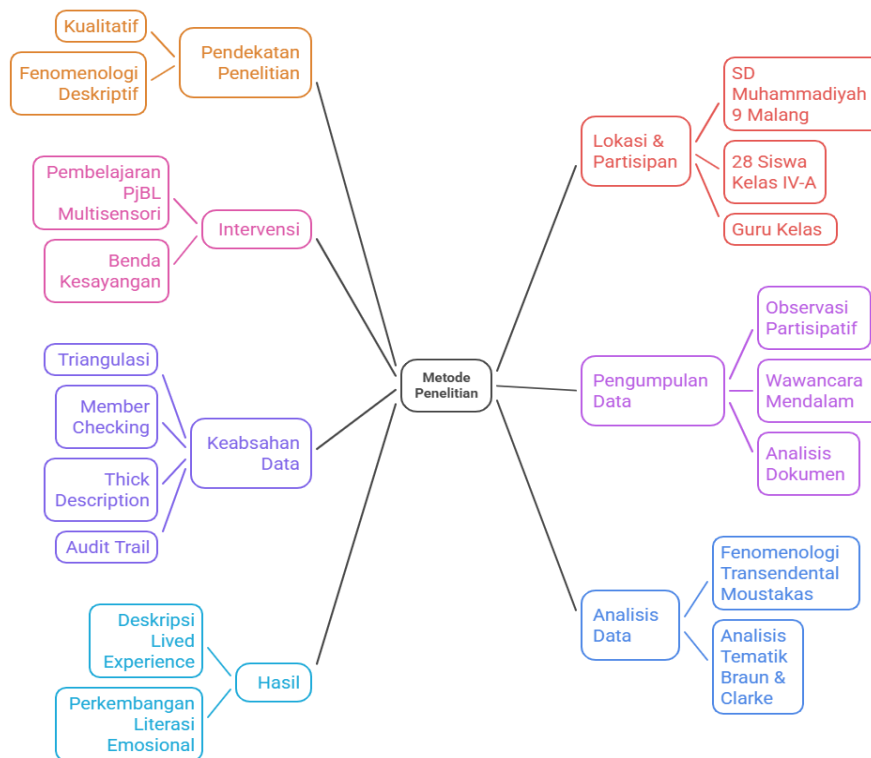 Metode
Penelitian
Pendekatan
Penelitian
Kualitatif
Fenomenologi
Deskriptif
Intervensi
Pembelajaran
PjBL
Multisensori
Benda
Kesayangan
Keabsahan
Data
Triangulasi
Member
Checking
Thick
Description
Audit Trail
Hasil
Deskripsi
Lived
Experience
Perkembangan
Literasi
Emosional
Lokasi &
Partisipan
SD
Muhammadiyah
9 Malang
28 Siswa
Kelas IV-A
Guru Kelas
Pengumpulan
Data
Observasi
Partisipatif
Wawancara
Mendalam
Analisis
Dokumen
Analisis
Data
Fenomenologi
Transendental
Moustakas
Analisis
Tematik
Braun &
Clarke